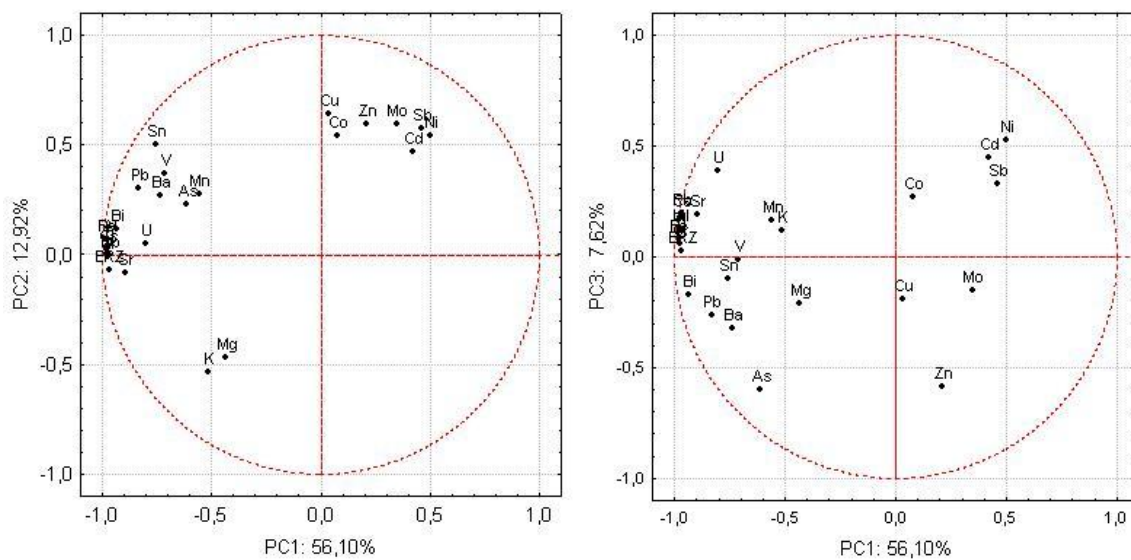 1,0
0,5
0,0
-0,5
-1,0
PC2: 12,92%
Cu
Co
Zn
Mo
Sb
Ni
Cd
Sn
V
Pb
Ba
As
Mn
Bi
U
Sr
K
Mg
-1,0 -0,5 0,0 0,5 1,0
PC1: 56,10%
1,0
0,5
0,0
-0,5
-1,0
PC3: 7,62%
Ni
Cd
Sb
U
Co
Sr
Mn
K
V
Sn
Bi
Mg
Pb
Ba
Cu
Mo
As
Zn
-1,0 -0,5 0,0 0,5 1,0
PC1: 56,10%